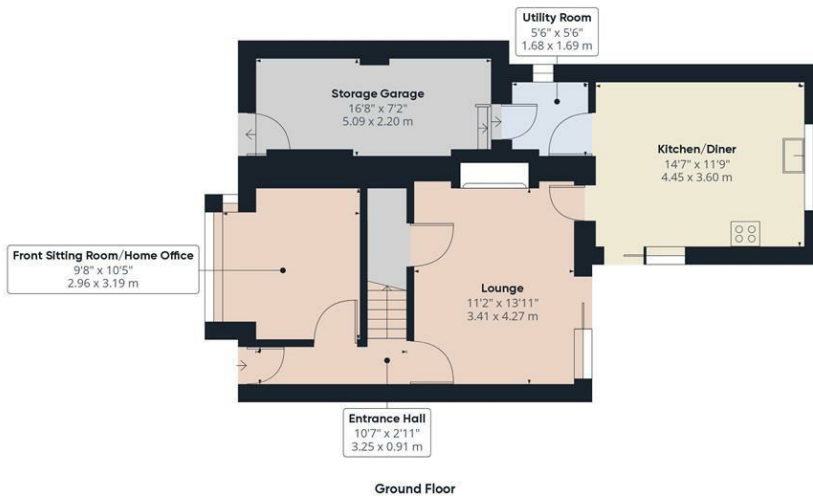 Utility Room
5'6" x 5'6"
1.68 x 1.69 m
Storage Garage
16'8" x 7'2"
5.09 x 2.20 m
Kitchen/Diner
14'7" x 11'9"
4.45 x 3.60 m
Front Sitting Room/Home Office
9'8" x 10'5"
2.96 x 3.19 m
Lounge
11'2" x 13'11"
3.41 x 4.27 m
Entrance Hall
10'7" x 2'11"
3.25 x 0.91 m
Ground Floor